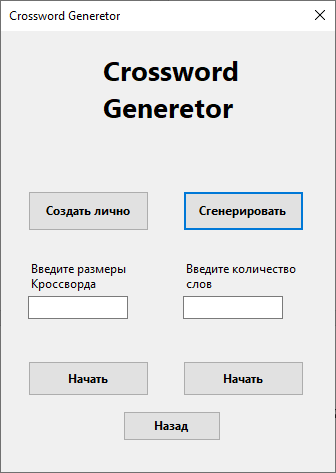 Crossword Generetor
Crossword
Generetor
Создать лично
Сгенерировать
Введите размеры
Кроссворда
Введите количество
слов
Начать
Начать
Назад